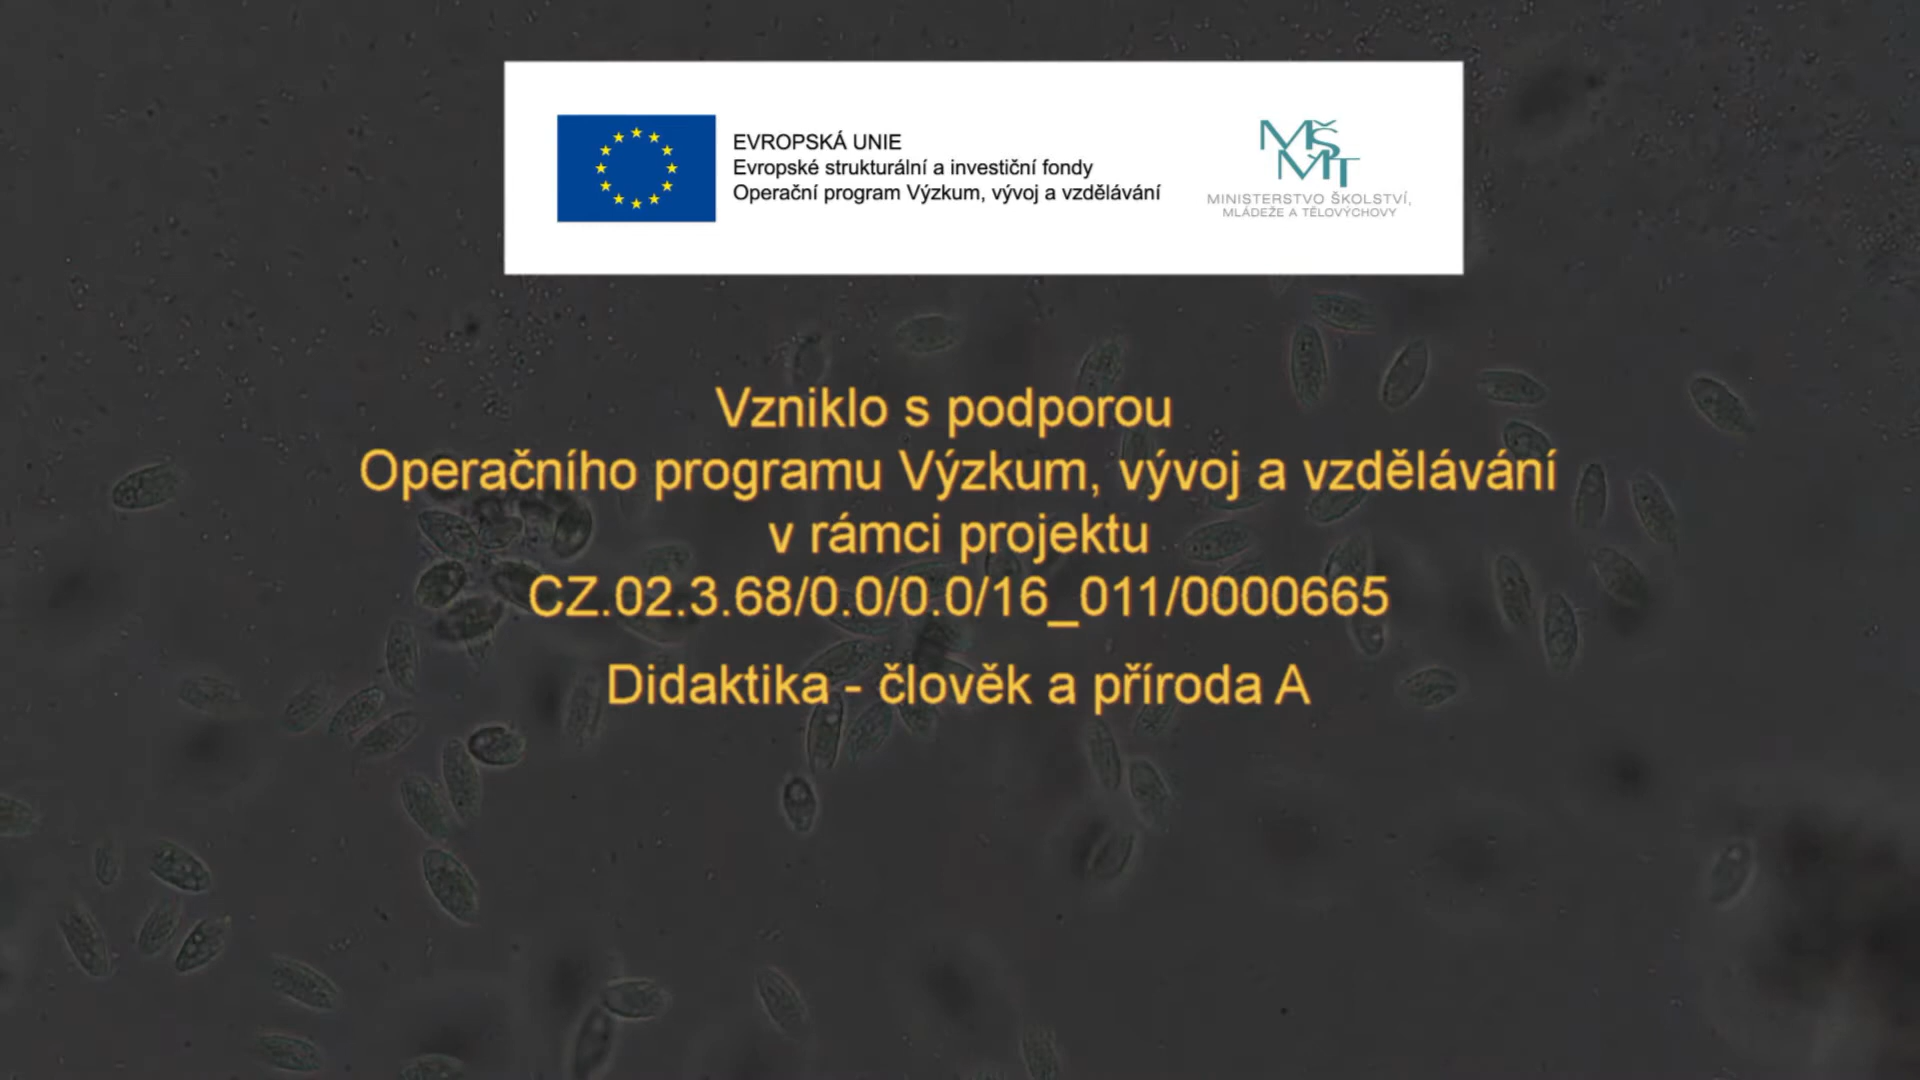 EVROPSKÁ UNIE
Evropské strukturální a investiční fondy
Operační program Výzkum, vývoj a vzdělávání
MŠMT
MINISTERSTVO ŠKOLSTVÍ,
MLÁDEŽE A TĚLOVÝCHOVY
Vzniklo s podporou
Operačního programu Výzkum, vývoj a vzdělávání
v rámci projektu
CZ.02.3.68/0.0/0.0/16_011/0000665
Didaktika - člověk a příroda A